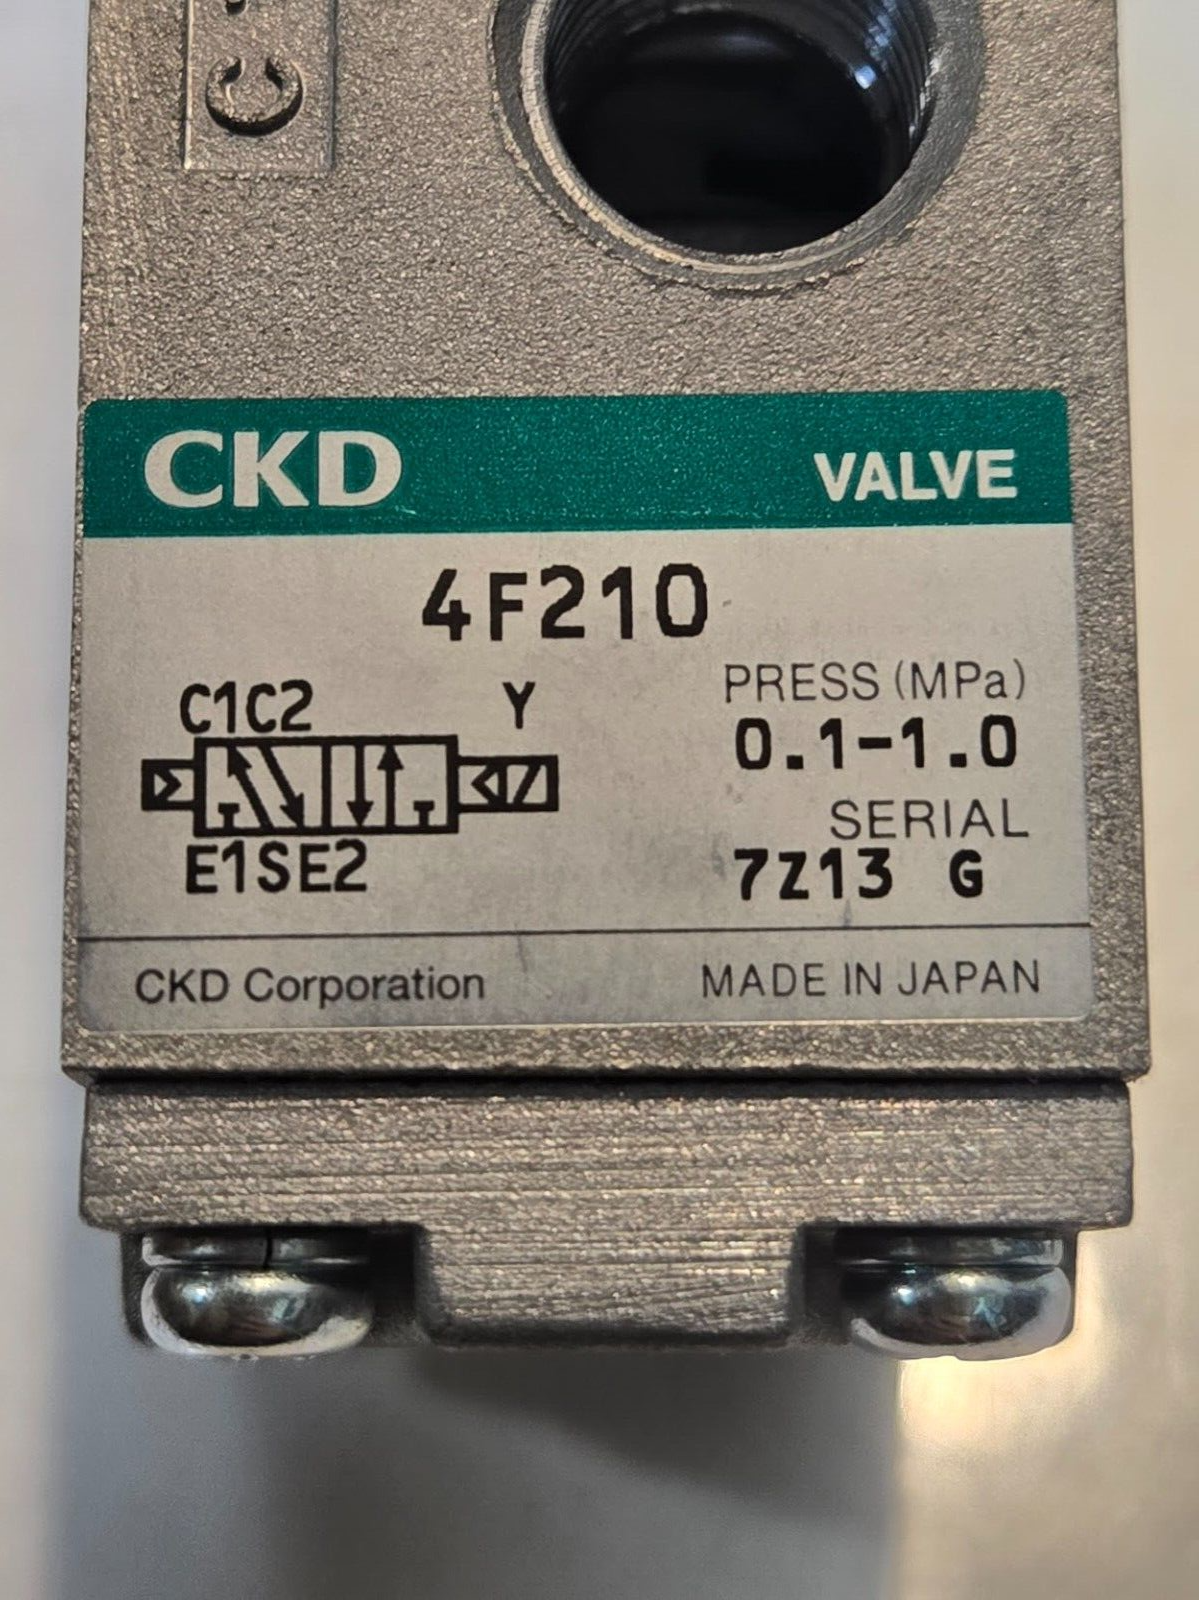 C
CKD VALVE
4F210
C1C2 Y
PRESS (MPa)
0.1-1.0
E1SE2
SERIAL
7Z13 G
CKD Corporation MADE IN JAPAN